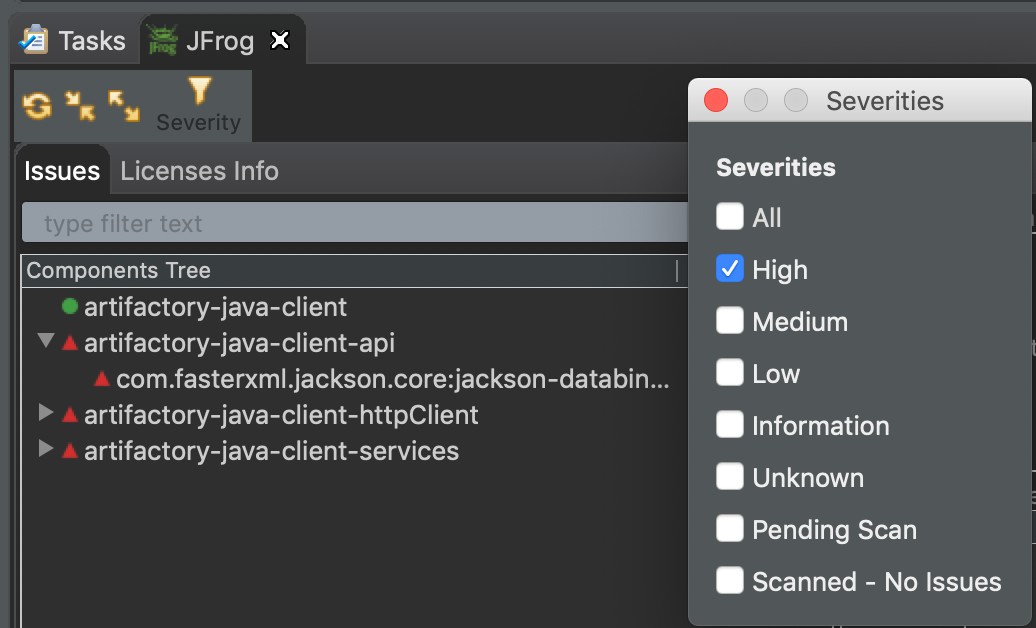 Tasks
JFrog
Severity
Issues
Licenses Info
type filter text
Components Tree
artifactory-java-client
artifactory-java-client-api
com.fasterxml.jackson.core:jackson-databin...
artifactory-java-client-httpClient
artifactory-java-client-services
Severities
Severities
All
High
Medium
Low
Information
Unknown
Pending Scan
Scanned - No Issues